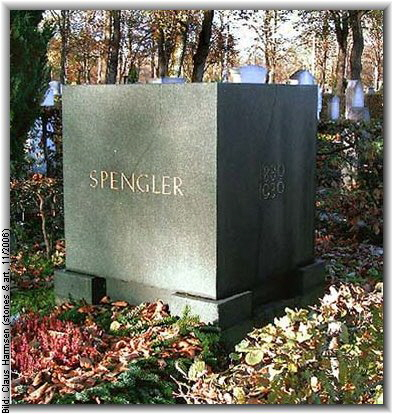 SPENGLER
1880
1936
Bild: Claus Harmsen (stones & art, 11/2006)